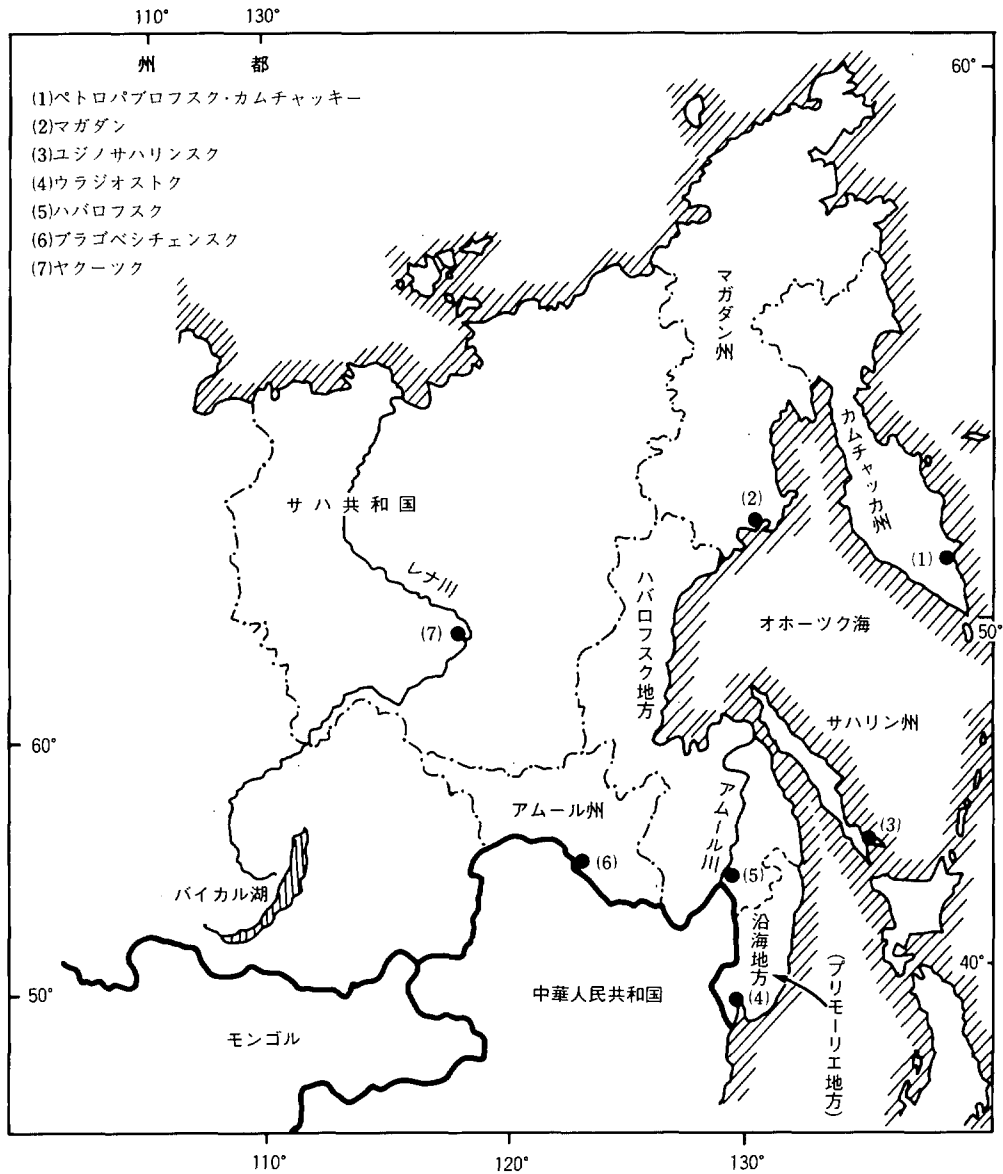 110° 130°
州 都
(1)ペトロパブロフスク・カムチャッキー
(2)マガダン
(3)ユジノサハリンスク
(4)ウラジオストク
(5)ハバロフスク
(6)ブラゴベシチェンスク
(7)ヤクーツク
60°
マガダン州
カムチャッカ州
サハ共和国
(2)
(1)
レナ川
ハバロフスク地方
オホーツク海
50°
(7)
サハリン州
60°
アムール州
アムール川
(3)
(6)
(5)
バイカル湖
沿海地方
(プリモーリエ地方)
40°
50°
中華人民共和国
(4)
モンゴル
110° 120° 130°